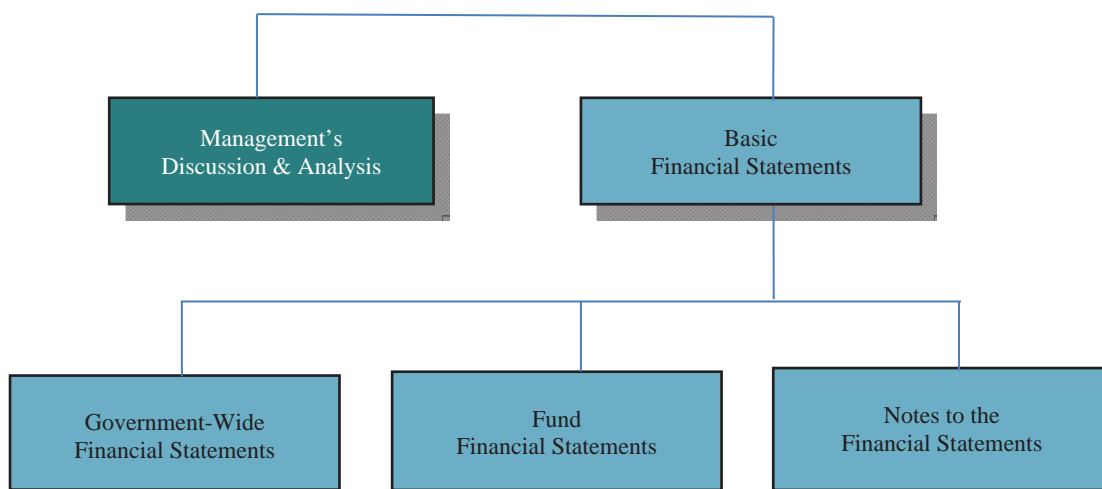 Management’s
Discussion & Analysis
Basic
Financial Statements
Government-Wide
Financial Statements
Fund
Financial Statements
Notes to the
Financial Statements